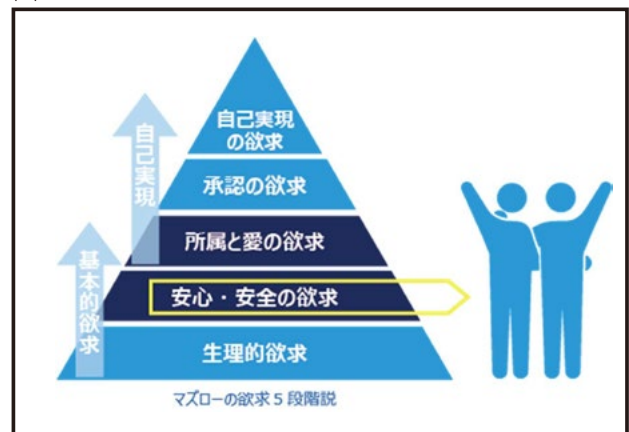 自己実現
の欲求
承認の欲求
所属と愛の欲求
安心・安全の欲求
生理的欲求
自己実現
基本的欲求
マズローの欲求5段階説